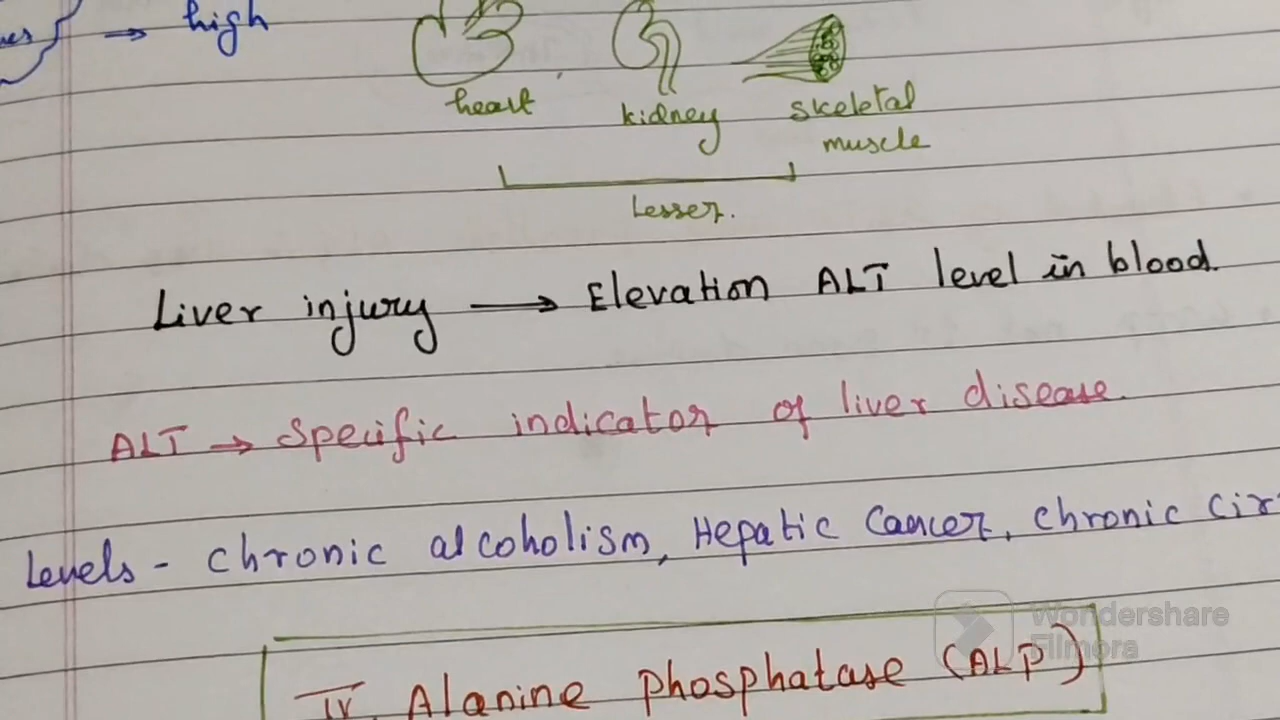 → high
heart kidney skeletal
muscle
Lesser.
Liver injury → Elevation ALT level in blood.
ALT → Specific indicator of liver disease.
Levels - chronic alcoholism, Hepatic Cancer, chronic cir
Wondershare
Filmora
IV. Alanine phosphatase (ALP)